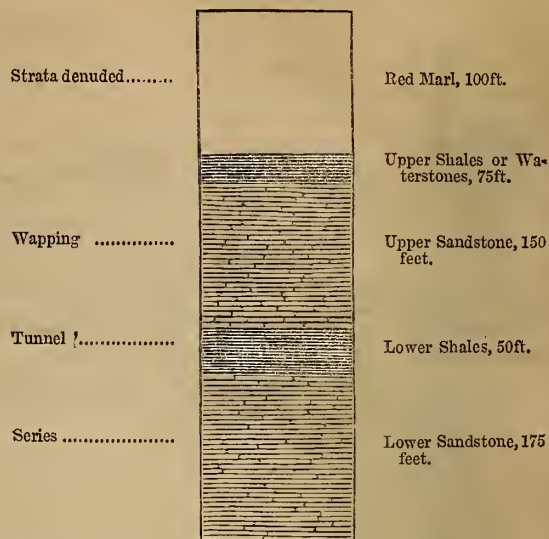 Strata denuded.........
Red Marl, 100ft.
Upper Shales or Wa-
terstones, 75ft.
Wapping ...............
Upper Sandstone, 150
feet.
Tunnel ?..................
Lower Shales, 50ft.
Series .....................
Lower Sandstone, 175
feet.